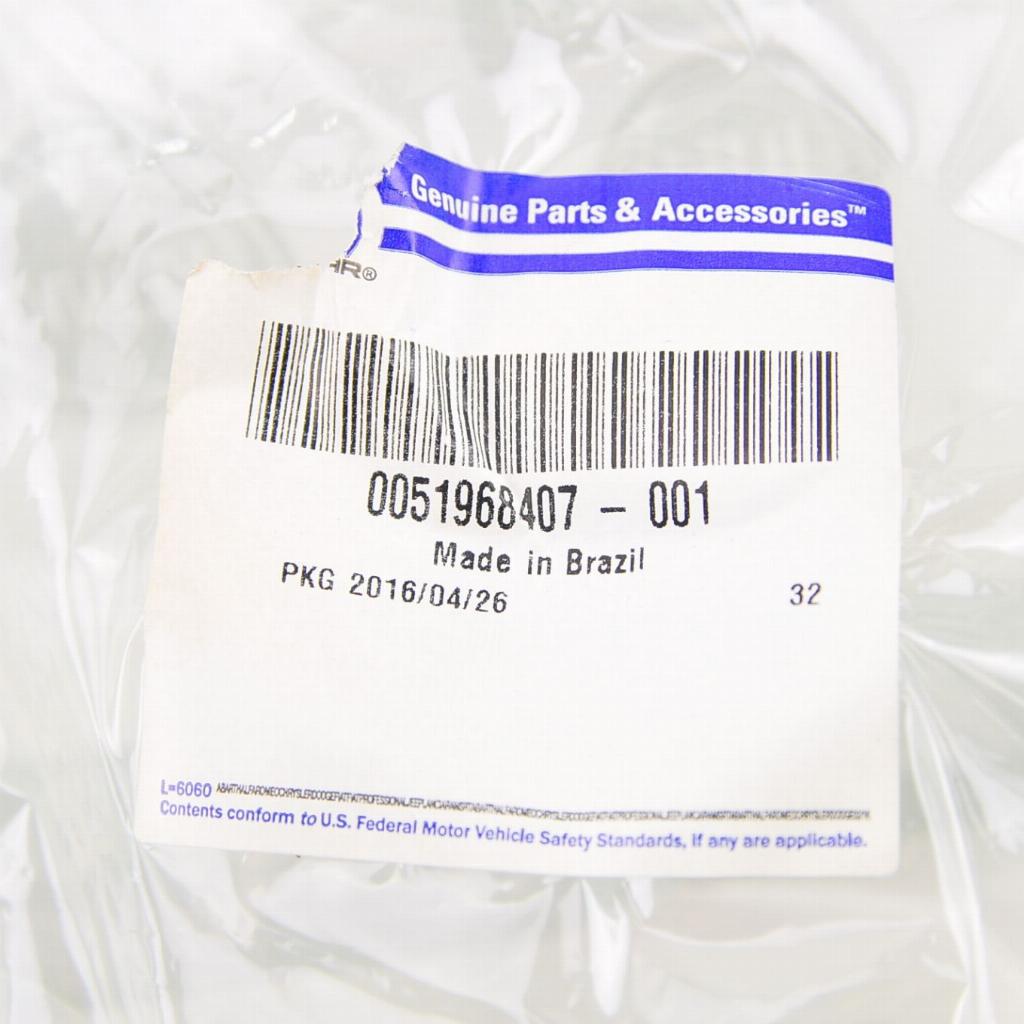 Genuine Parts & Accessories™
HR®
0051968407 - 001
Made in Brazil
PKG 2016/04/26 32
L=6060
Contents conform to U.S. Federal Motor Vehicle Safety Standards, If any are applicable.